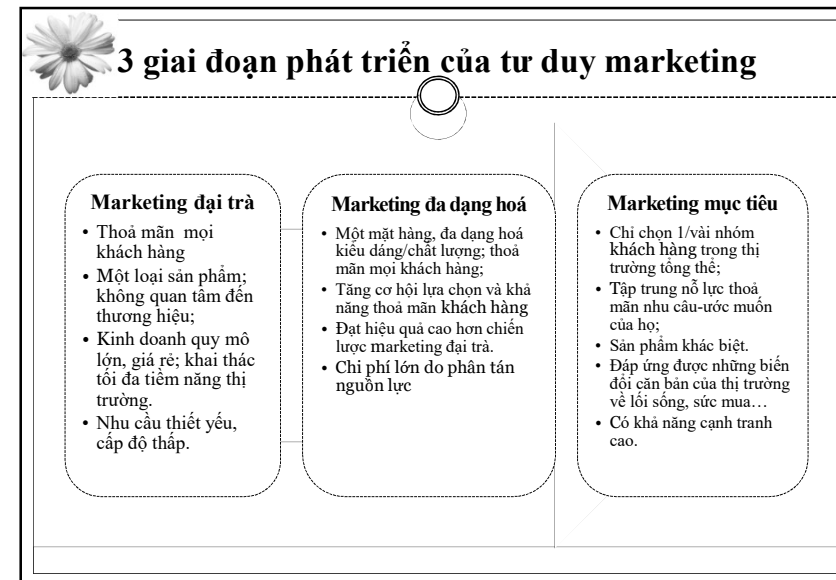 3 giai đoạn phát triển của tư duy marketing
Marketing đại trà
• Thoả mãn mọi
khách hàng
• Một loại sản phẩm;
không quan tâm đến
thương hiệu;
• Kinh doanh quy mô
lớn, giá rẻ; khai thác
tối đa tiềm năng thị
trường.
• Nhu cầu thiết yếu,
cấp độ thấp.
Marketing đa dạng hoá
• Một mặt hàng, đa dạng hoá
kiểu dáng/chất lượng; thoả
mãn mọi khách hàng;
• Tăng cơ hội lựa chọn và khả
năng thoả mãn khách hàng
• Đạt hiệu quả cao hơn chiến
lược marketing đại trà.
• Chi phí lớn do phân tán
nguồn lực
Marketing mục tiêu
• Chỉ chọn 1/vài nhóm
khách hàng trong thị
trường tổng thể;
• Tập trung nỗ lực thoả
mãn nhu câu-ước muốn
của họ;
• Sản phẩm khác biệt.
• Đáp ứng được những biến
đổi căn bản của thị trường
về lối sống, sức mua…
• Có khả năng cạnh tranh
cao.